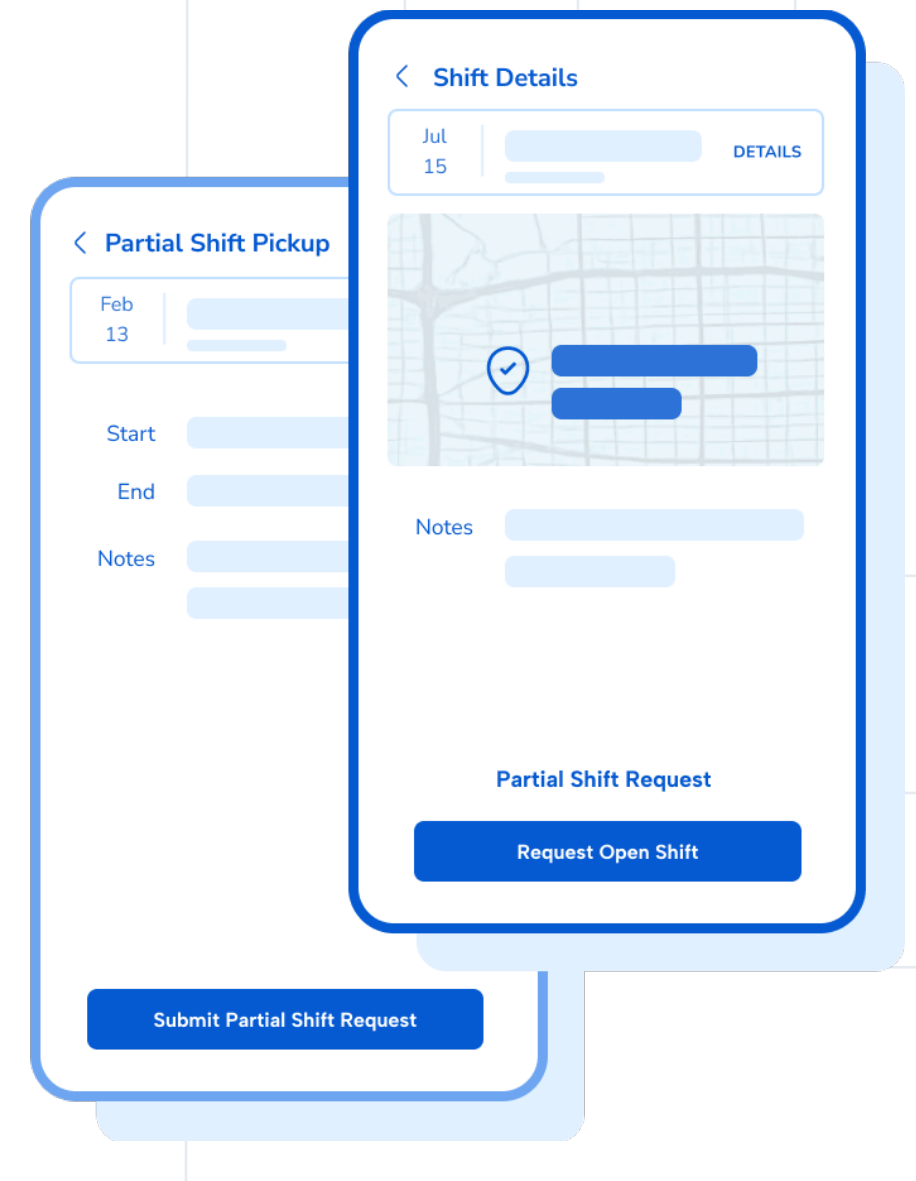 Shift Details
Jul
15
DETAILS
Notes
Partial Shift Request
Request Open Shift
Partial Shift Pickup
Feb
13
Start
End
Notes
Submit Partial Shift Request